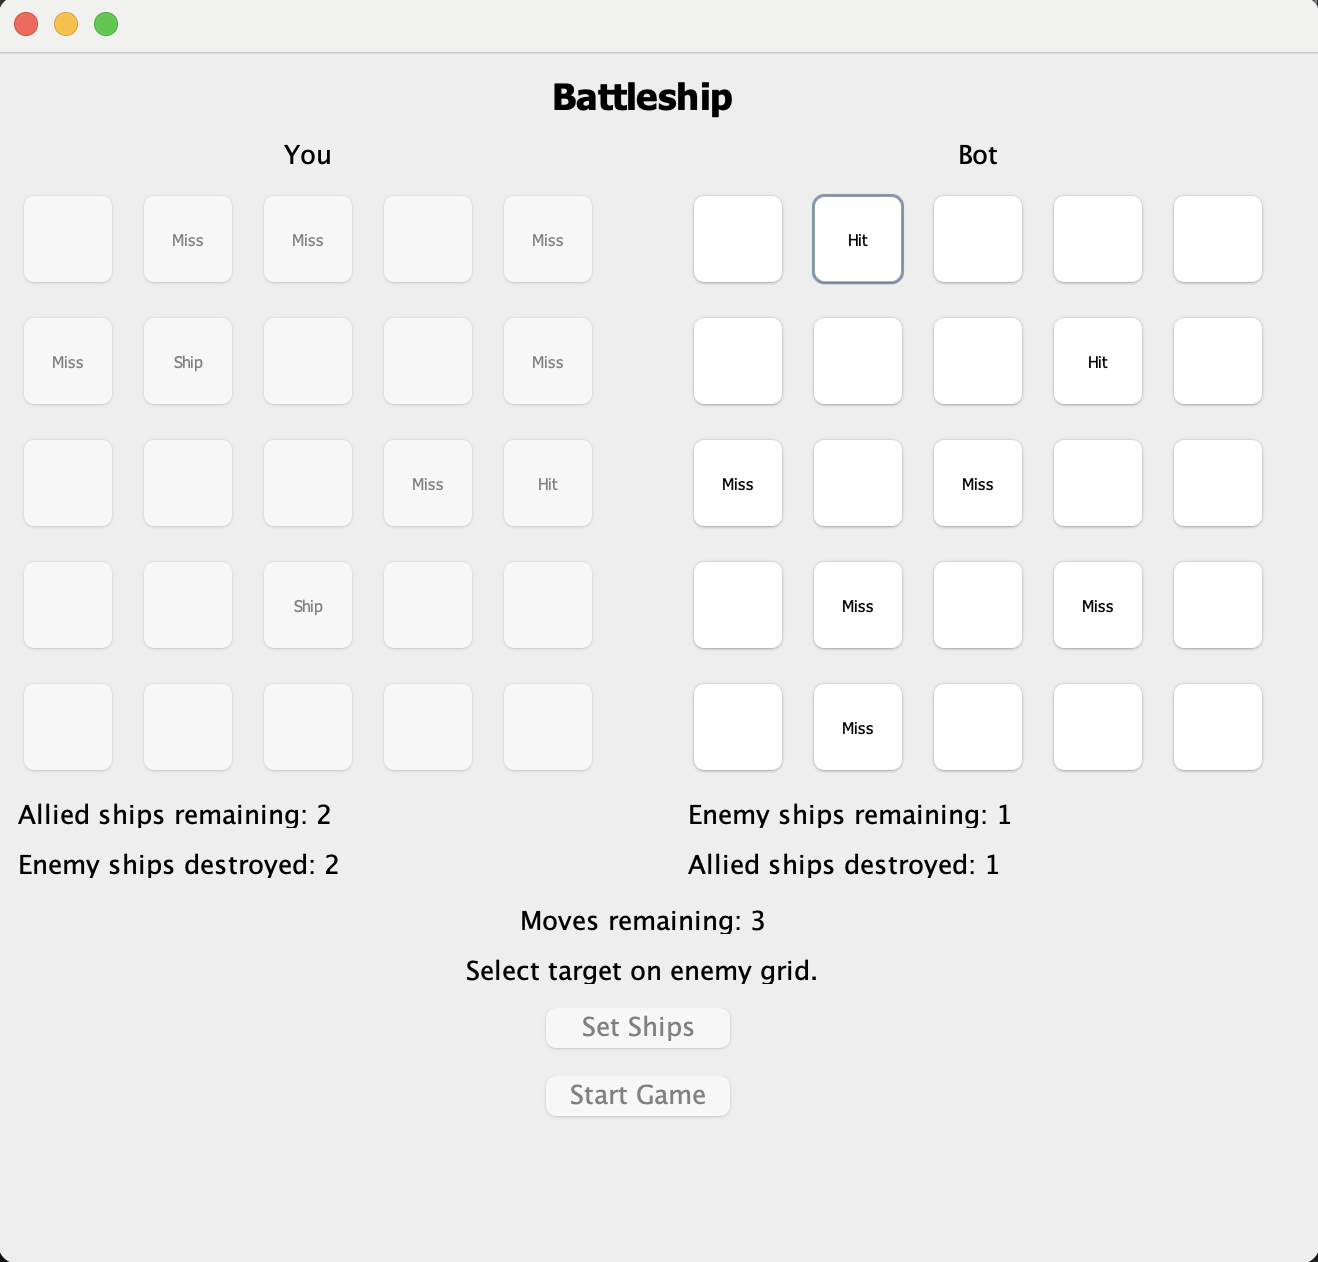 Battleship
You Bot
Miss Miss Miss Hit
Miss Ship Miss Hit
Miss Hit Miss Miss
Ship Miss Miss
Miss
Allied ships remaining: 2 Enemy ships remaining: 1
Enemy ships destroyed: 2 Allied ships destroyed: 1
Moves remaining: 3
Select target on enemy grid.
Set Ships
Start Game